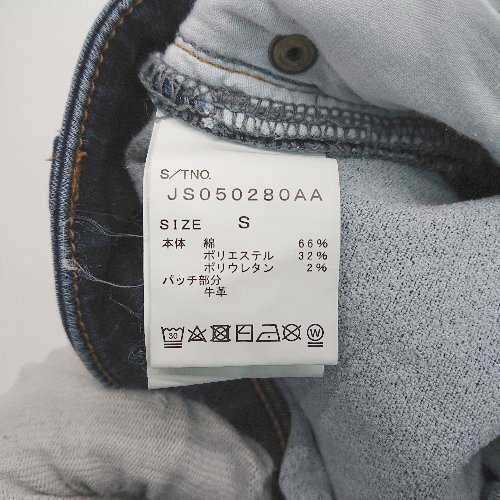 S/TNO.
JS050280AA
SIZE S
本体 綿 66%
ポリエステル 32%
ポリウレタン 2%
パッチ部分
牛革
30 W